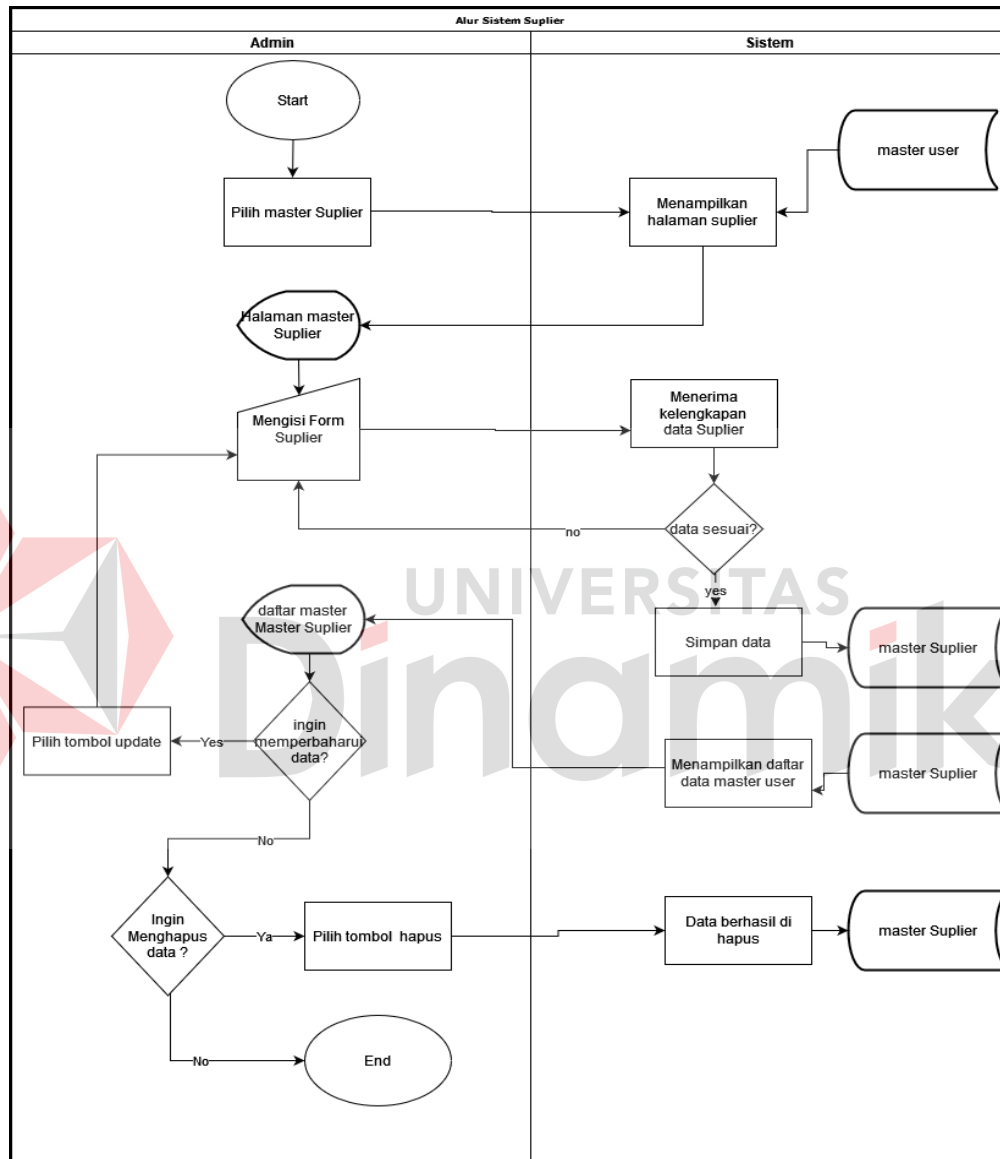 Alur Sistem Suplier
Admin
Sistem
Start
master user
Pilih master Suplier
Menampilkan
halaman suplier
Halaman master
Suplier
Mengisi Form
Suplier
Menerima
kelengkapan
data Suplier
data sesuai?
no
yes
UNIVERSITAS
Dinamika
daftar master
Master Suplier
Simpan data
master Suplier
ingin
memperbaharui
data?
Yes
Pilih tombol update
Menampilkan daftar
data master user
master Suplier
No
Ingin
Menghapus
data ?
Ya
Pilih tombol hapus
Data berhasil di
hapus
master Suplier
No
End